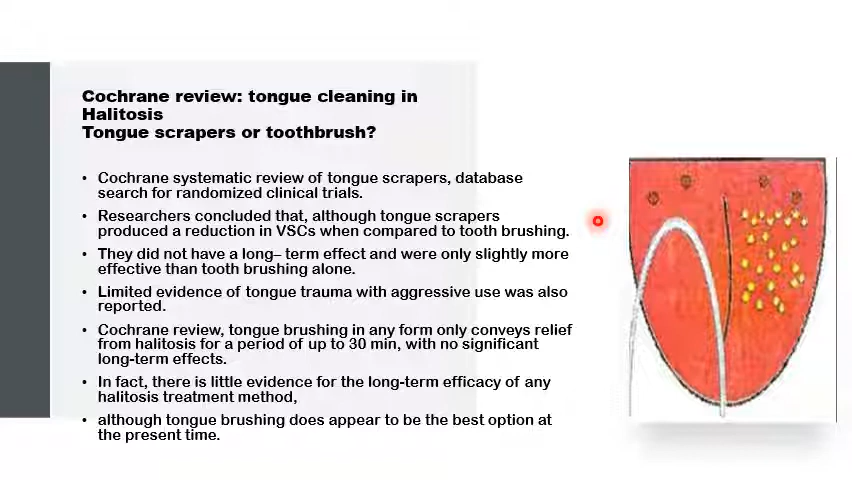 Cochrane review: tongue cleaning in
Halitosis
Tongue scrapers or toothbrush?
• Cochrane systematic review of tongue scrapers, database
search for randomized clinical trials.
• Researchers concluded that, although tongue scrapers
produced a reduction in VSCs when compared to tooth brushing.
• They did not have a long– term effect and were only slightly more
effective than tooth brushing alone.
• Limited evidence of tongue trauma with aggressive use was also
reported.
• Cochrane review, tongue brushing in any form only conveys relief
from halitosis for a period of up to 30 min, with no significant
long-term effects.
• In fact, there is little evidence for the long-term efficacy of any
halitosis treatment method,
• although tongue brushing does appear to be the best option at
the present time.